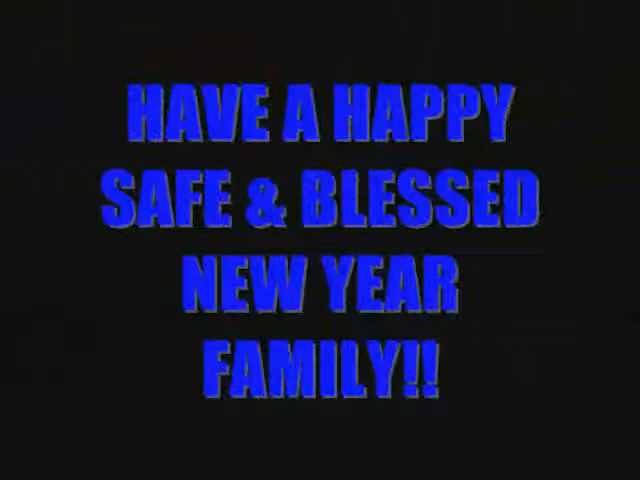 HAVE A HAPPY
SAFE & BLESSED
NEW YEAR
FAMILY!!